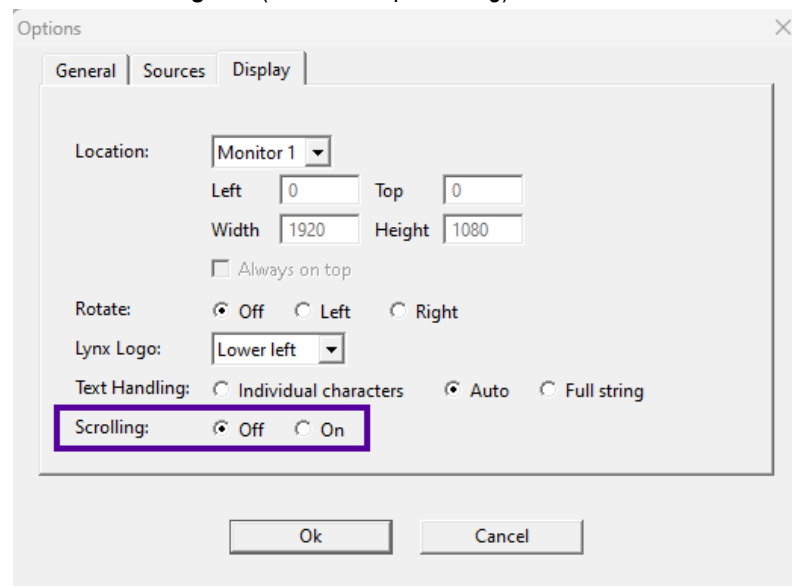 Options
General Sources Display
Location: Monitor 1
Left 0 Top 0
Width 1920 Height 1080
Always on top
Rotate: Off Left Right
Lynx Logo: Lower left
Text Handling: Individual characters Auto Full string
Scrolling: Off On
Ok Cancel